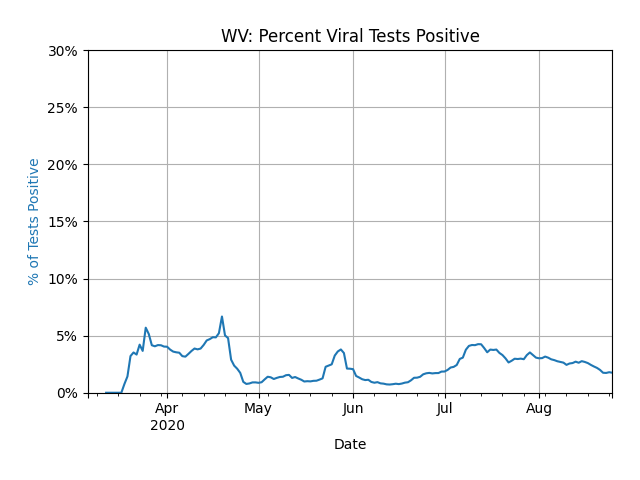 WV: Percent Viral Tests Positive
30%
25%
20%
15%
10%
5%
0%
% of Tests Positive
Apr
2020
May
Jun
Jul
Aug
Date